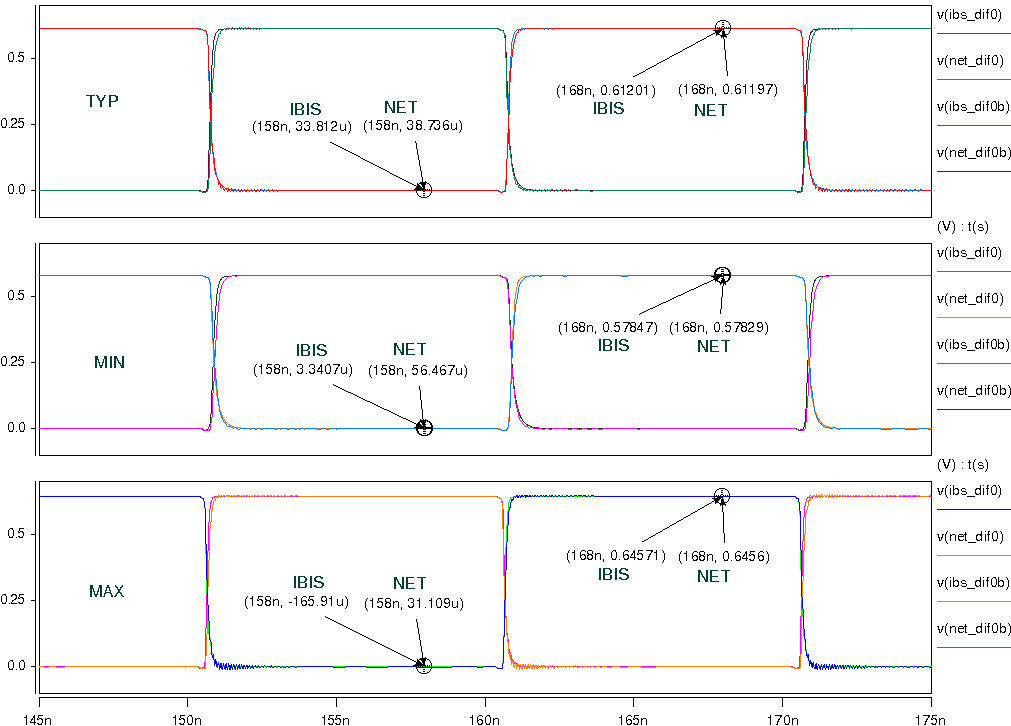 v(ibs_dif0)
0.5
v(net_dif0)
(168n, 0.61201) (168n, 0.61197)
TYP
IBIS NET
IBIS NET
v(ibs_dif0b)
0.25
(158n, 33.812u) (158n, 38.736u)
v(net_dif0b)
0.0
(V) : t(s)
v(ibs_dif0)
0.5
v(net_dif0)
(168n, 0.57847) (168n, 0.57829)
IBIS NET
IBIS NET
v(ibs_dif0b)
MIN
0.25
(158n, 3.3407u) (158n, 56.467u)
v(net_dif0b)
0.0
(V) : t(s)
v(ibs_dif0)
0.5
v(net_dif0)
(168n, 0.64571) (168n, 0.6456)
IBIS NET
IBIS NET
v(ibs_dif0b)
MAX
0.25
(158n, -165.91u) (158n, 31.109u)
v(net_dif0b)
0.0
145n 150n 155n 160n 165n 170n 175n